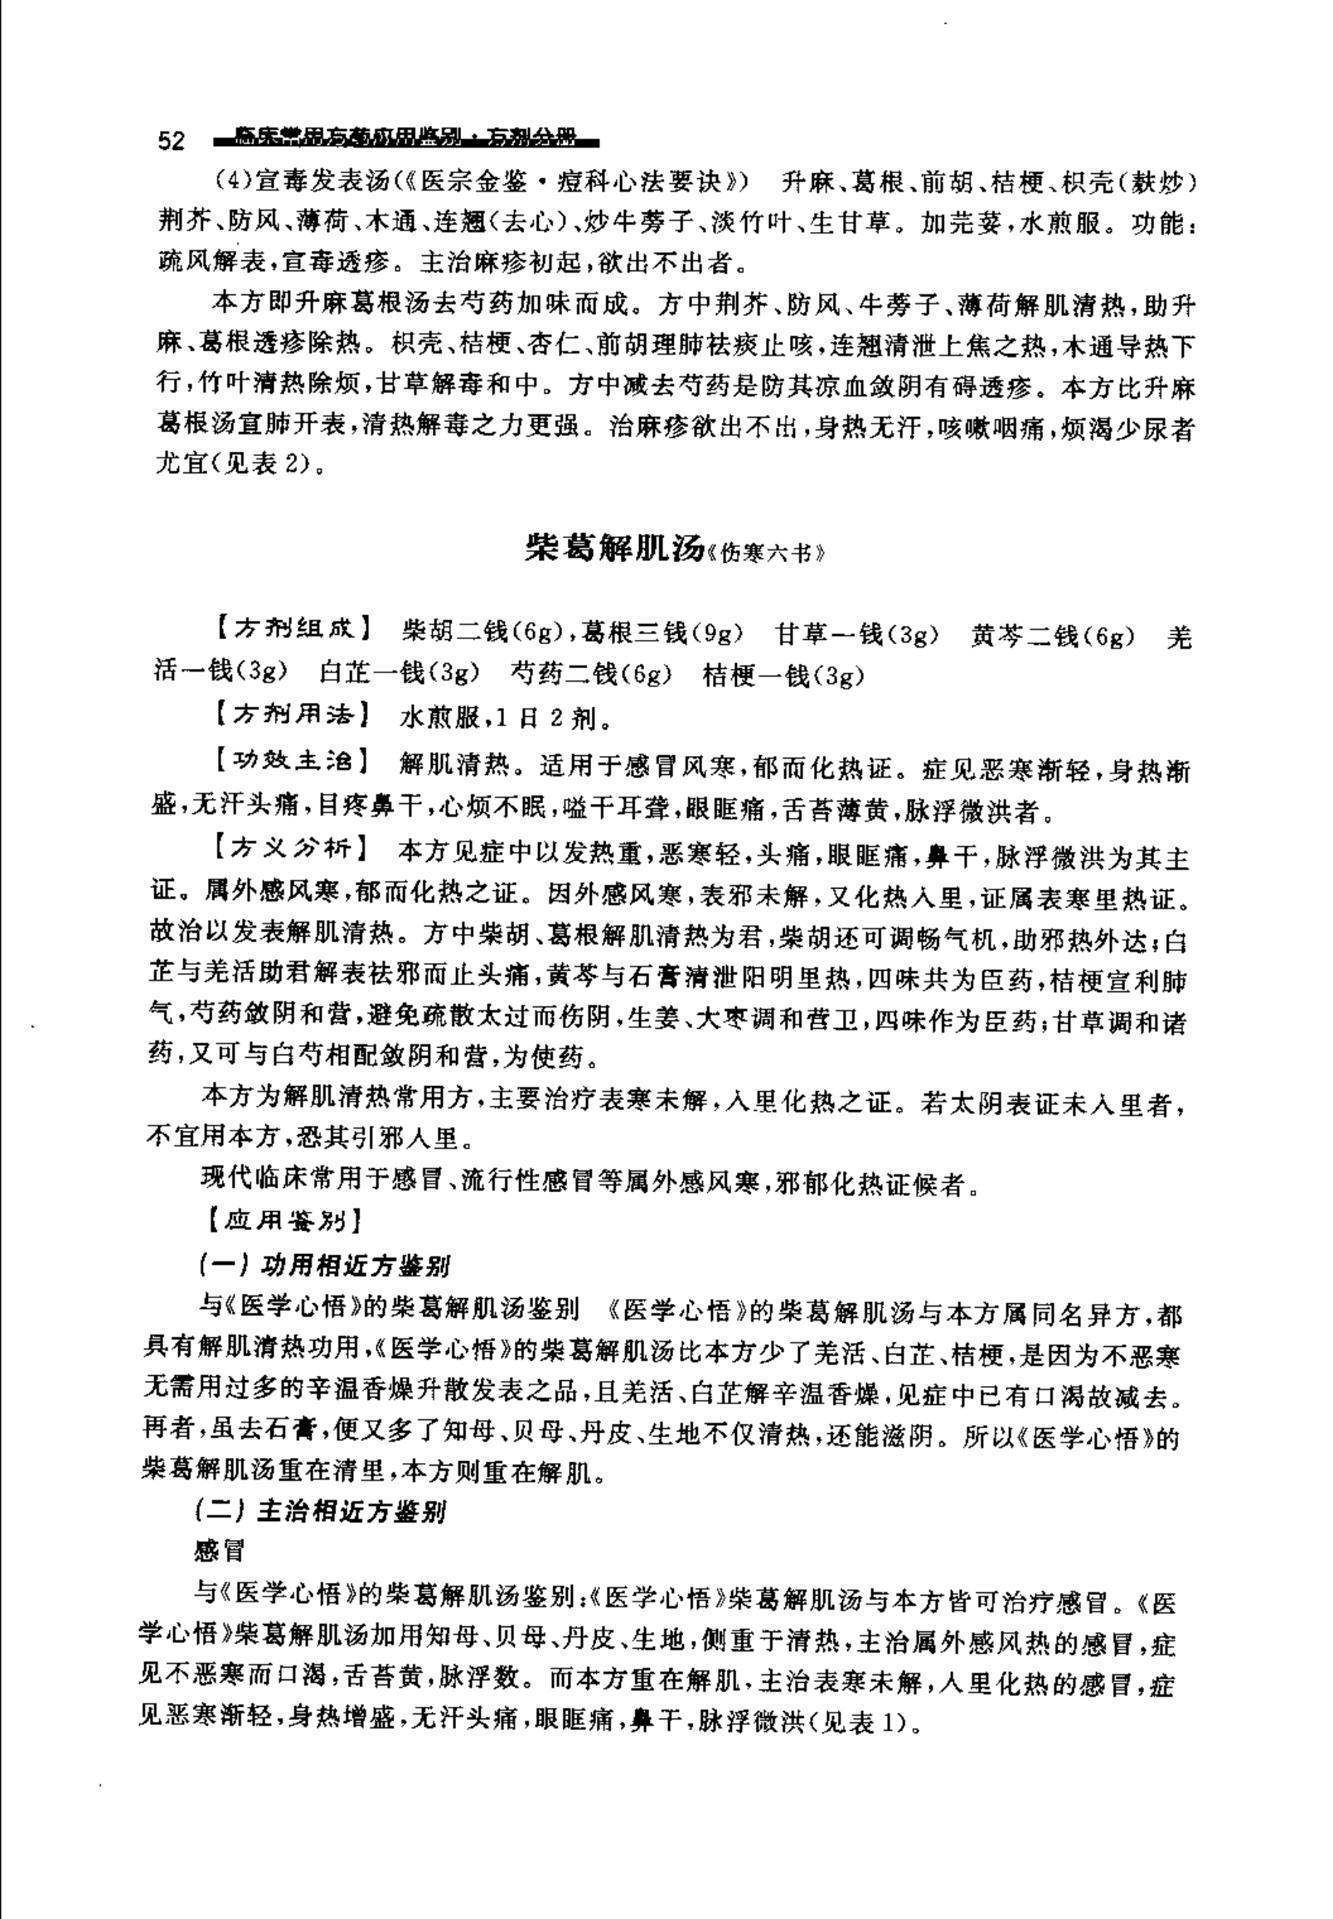 52 临床常用方药应用鉴别·方剂分册
(4)宣毒发表汤(《医宗金鉴·痘科心法要诀》) 升麻、葛根、前胡、桔梗、枳壳(麸炒)
荆芥、防风、薄荷、木通、连翘(去心)、炒牛蒡子、淡竹叶、生甘草。加芫荽,水煎服。功能:
疏风解表,宣毒透疹。主治麻疹初起,欲出不出者。
本方即升麻葛根汤去芍药加味而成。方中荆芥、防风、牛蒡子、薄荷解肌清热,助升
麻、葛根透疹除热。枳壳、桔梗、杏仁、前胡理肺祛痰止咳,连翘清泄上焦之热,木通导热下
行,竹叶清热除烦,甘草解毒和中。方中减去芍药是防其凉血敛阴有碍透疹。本方比升麻
葛根汤宣肺开表,清热解毒之力更强。治麻疹欲出不出,身热无汗,咳嗽咽痛,烦渴少尿者
尤宜(见表2)。
柴葛解肌汤《伤寒六书》
【方剂组成】 柴胡二钱(6g),葛根三钱(9g) 甘草一钱(3g) 黄芩二钱(6g) 羌
活一钱(3g) 白芷一钱(3g) 芍药二钱(6g) 桔梗一钱(3g)
【方剂用法】 水煎服,1日2剂。
【功效主治】 解肌清热。适用于感冒风寒,郁而化热证。症见恶寒渐轻,身热渐
盛,无汗头痛,目疼鼻干,心烦不眠,嗌干耳聋,眼眶痛,舌苔薄黄,脉浮微洪者。
【方义分析】 本方见症中以发热重,恶寒轻,头痛,眼眶痛,鼻干,脉浮微洪为其主
证。属外感风寒,郁而化热之证。因外感风寒,表邪未解,又化热入里,证属表寒里热证。
故治以发表解肌清热。方中柴胡、葛根解肌清热为君,柴胡还可调畅气机,助邪热外达;白
芷与羌活助君解表祛邪而止头痛,黄芩与石膏清泄阳明里热,四味共为臣药,桔梗宣利肺
气,芍药敛阴和营,避免疏散太过而伤阴,生姜、大枣调和营卫,四味作为臣药;甘草调和诸
药,又可与白芍相配敛阴和营,为使药。
本方为解肌清热常用方,主要治疗表寒未解,入里化热之证。若太阴表证未入里者,
不宜用本方,恐其引邪人里。
现代临床常用于感冒、流行性感冒等属外感风寒,邪郁化热证候者。
【应用鉴别】
(一)功用相近方鉴别
与《医学心悟》的柴葛解肌汤鉴别 《医学心悟》的柴葛解肌汤与本方属同名异方,都
具有解肌清热功用,《医学心悟》的柴葛解肌汤比本方少了羌活、白芷、桔梗,是因为不恶寒
无需用过多的辛温香燥升散发表之品,且羌活、白芷解辛温香燥,见症中已有口渴故减去。
再者,虽去石膏,便又多了知母、贝母、丹皮、生地不仅清热,还能滋阴。所以《医学心悟》的
柴葛解肌汤重在清里,本方则重在解肌。
(二)主治相近方鉴别
感冒
与《医学心悟》的柴葛解肌汤鉴别:《医学心悟》柴葛解肌汤与本方皆可治疗感冒。《医
学心悟》柴葛解肌汤加用知母、贝母、丹皮、生地,侧重于清热,主治属外感风热的感冒,症
见不恶寒而口渴,舌苔黄,脉浮数。而本方重在解肌,主治表寒未解,人里化热的感冒,症
见恶寒渐轻,身热增盛,无汗头痛,眼眶痛,鼻干,脉浮微洪(见表1)。